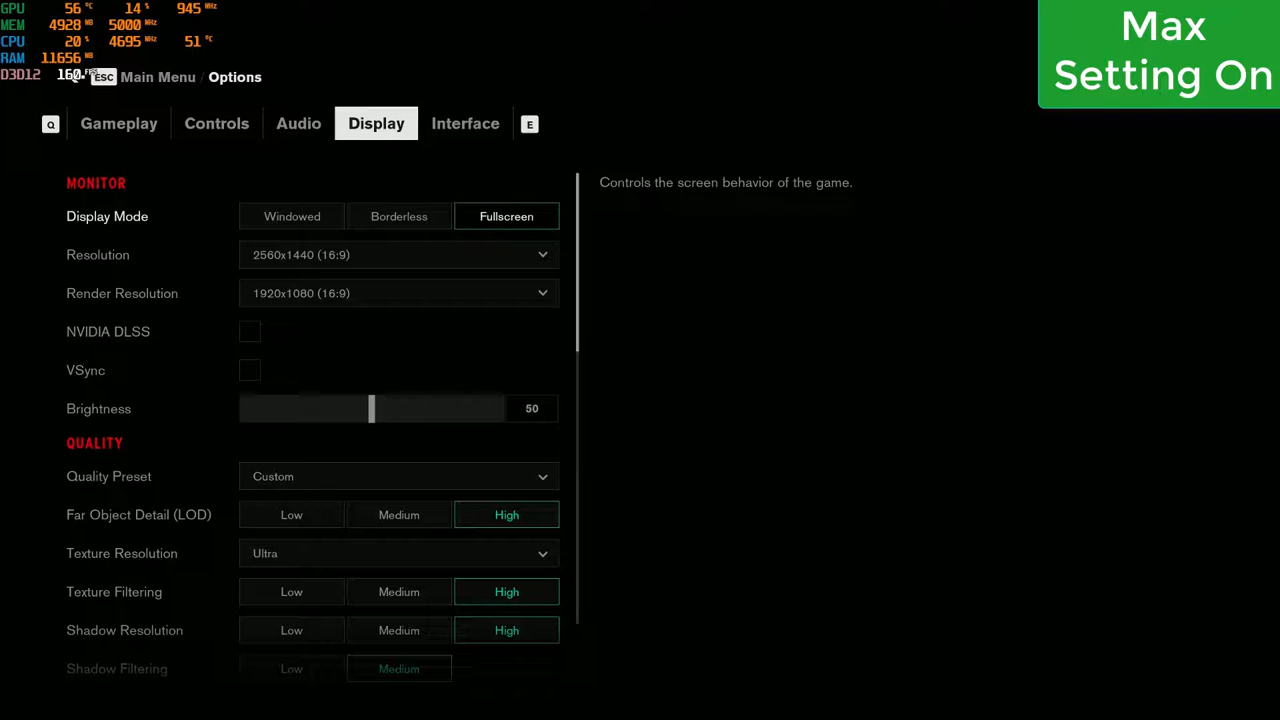 GPU 56 °C 14 % 945 MHz
MEM 4928 MB 5000 MHz
CPU 20 % 4695 MHz 51 °C
RAM 11656 MB
D3D12 160 FPS
ESC Main Menu / Options
Max
Setting On
Q Gameplay Controls Audio Display Interface E
MONITOR
Controls the screen behavior of the game.
Display Mode Windowed Borderless Fullscreen
Resolution 2560x1440 (16:9)
Render Resolution 1920x1080 (16:9)
NVIDIA DLSS
VSync
Brightness 50
QUALITY
Quality Preset Custom
Far Object Detail (LOD) Low Medium High
Texture Resolution Ultra
Texture Filtering Low Medium High
Shadow Resolution Low Medium High
Shadow Filtering Low Medium